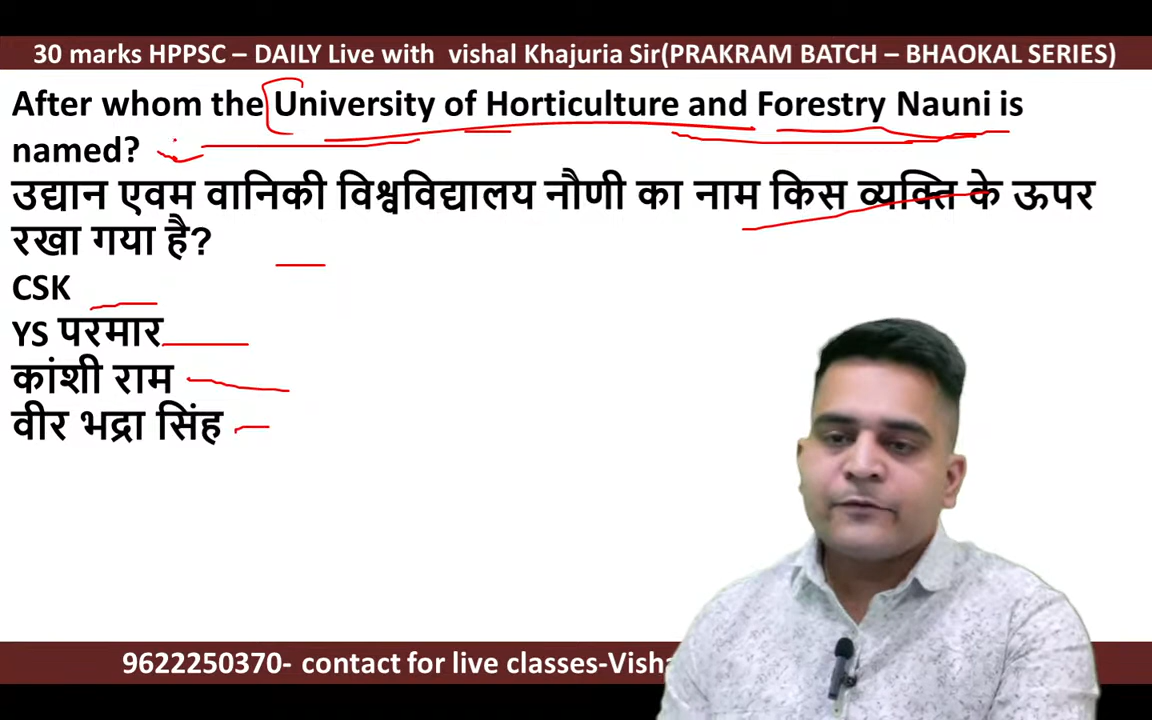 30 marks HPPSC – DAILY Live with vishal Khajuria Sir(PRAKRAM BATCH – BHAOKAL SERIES)
After whom the University of Horticulture and Forestry Nauni is
named?
उद्यान एवम वानिकी विश्वविद्यालय नौणी का नाम किस व्यक्ति के ऊपर
रखा गया है?
CSK
YS परमार
कांशी राम
वीर भद्रा सिंह
9622250370- contact for live classes-Visha